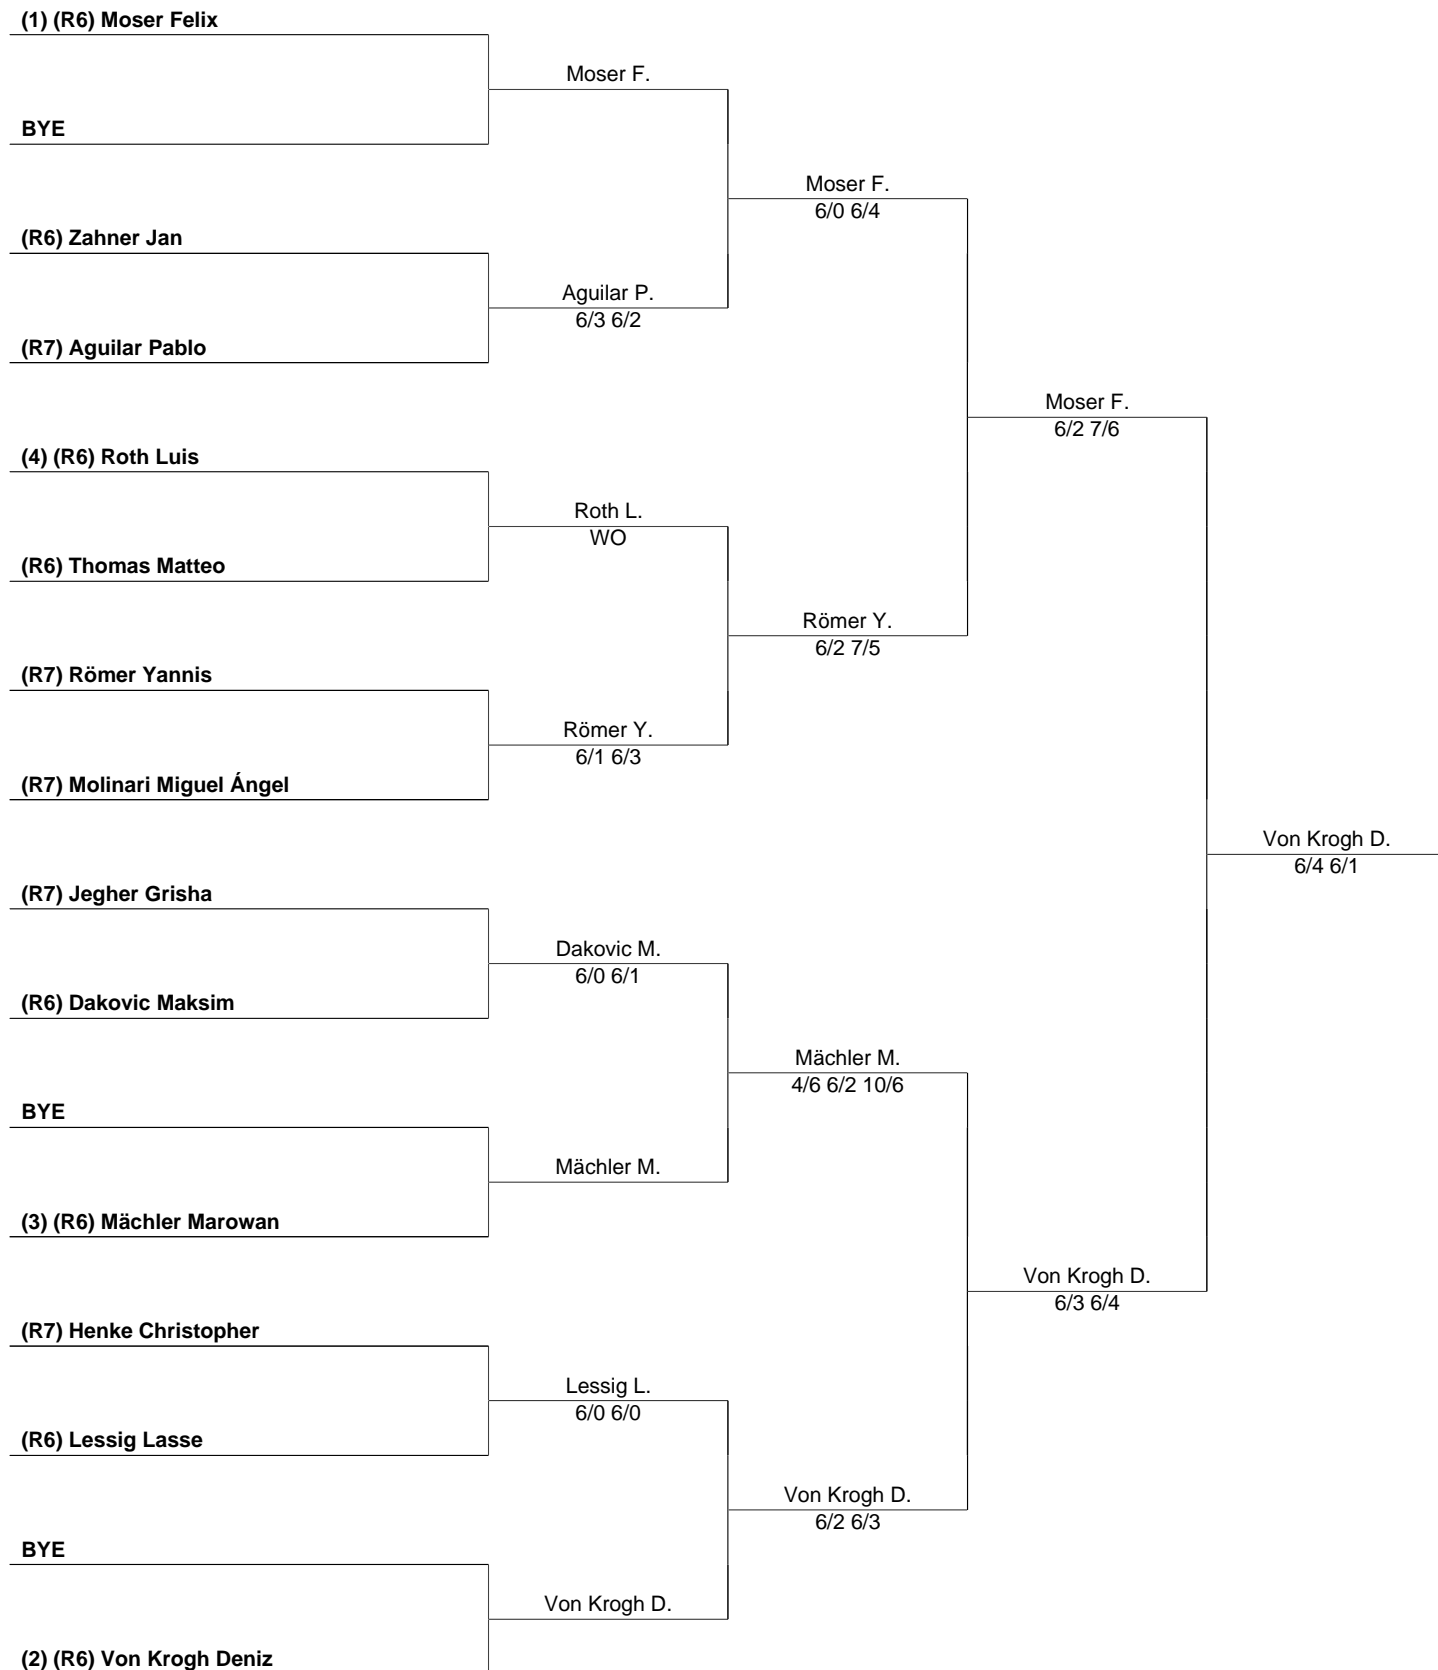 (1) (R6) Moser Felix
Moser F.
BYE
Moser F.
6/0 6/4
(R6) Zahner Jan
Aguilar P.
6/3 6/2
(R7) Aguilar Pablo
Moser F.
6/2 7/6
(4) (R6) Roth Luis
Roth L.
WO
(R6) Thomas Matteo
Römer Y.
6/2 7/5
(R7) Römer Yannis
Römer Y.
6/1 6/3
(R7) Molinari Miguel Ángel
Von Krogh D.
6/4 6/1
(R7) Jegher Grisha
Dakovic M.
6/0 6/1
(R6) Dakovic Maksim
Mächler M.
4/6 6/2 10/6
BYE
Mächler M.
(3) (R6) Mächler Marowan
Von Krogh D.
6/3 6/4
(R7) Henke Christopher
Lessig L.
6/0 6/0
(R6) Lessig Lasse
Von Krogh D.
6/2 6/3
BYE
Von Krogh D.
(2) (R6) Von Krogh Deniz